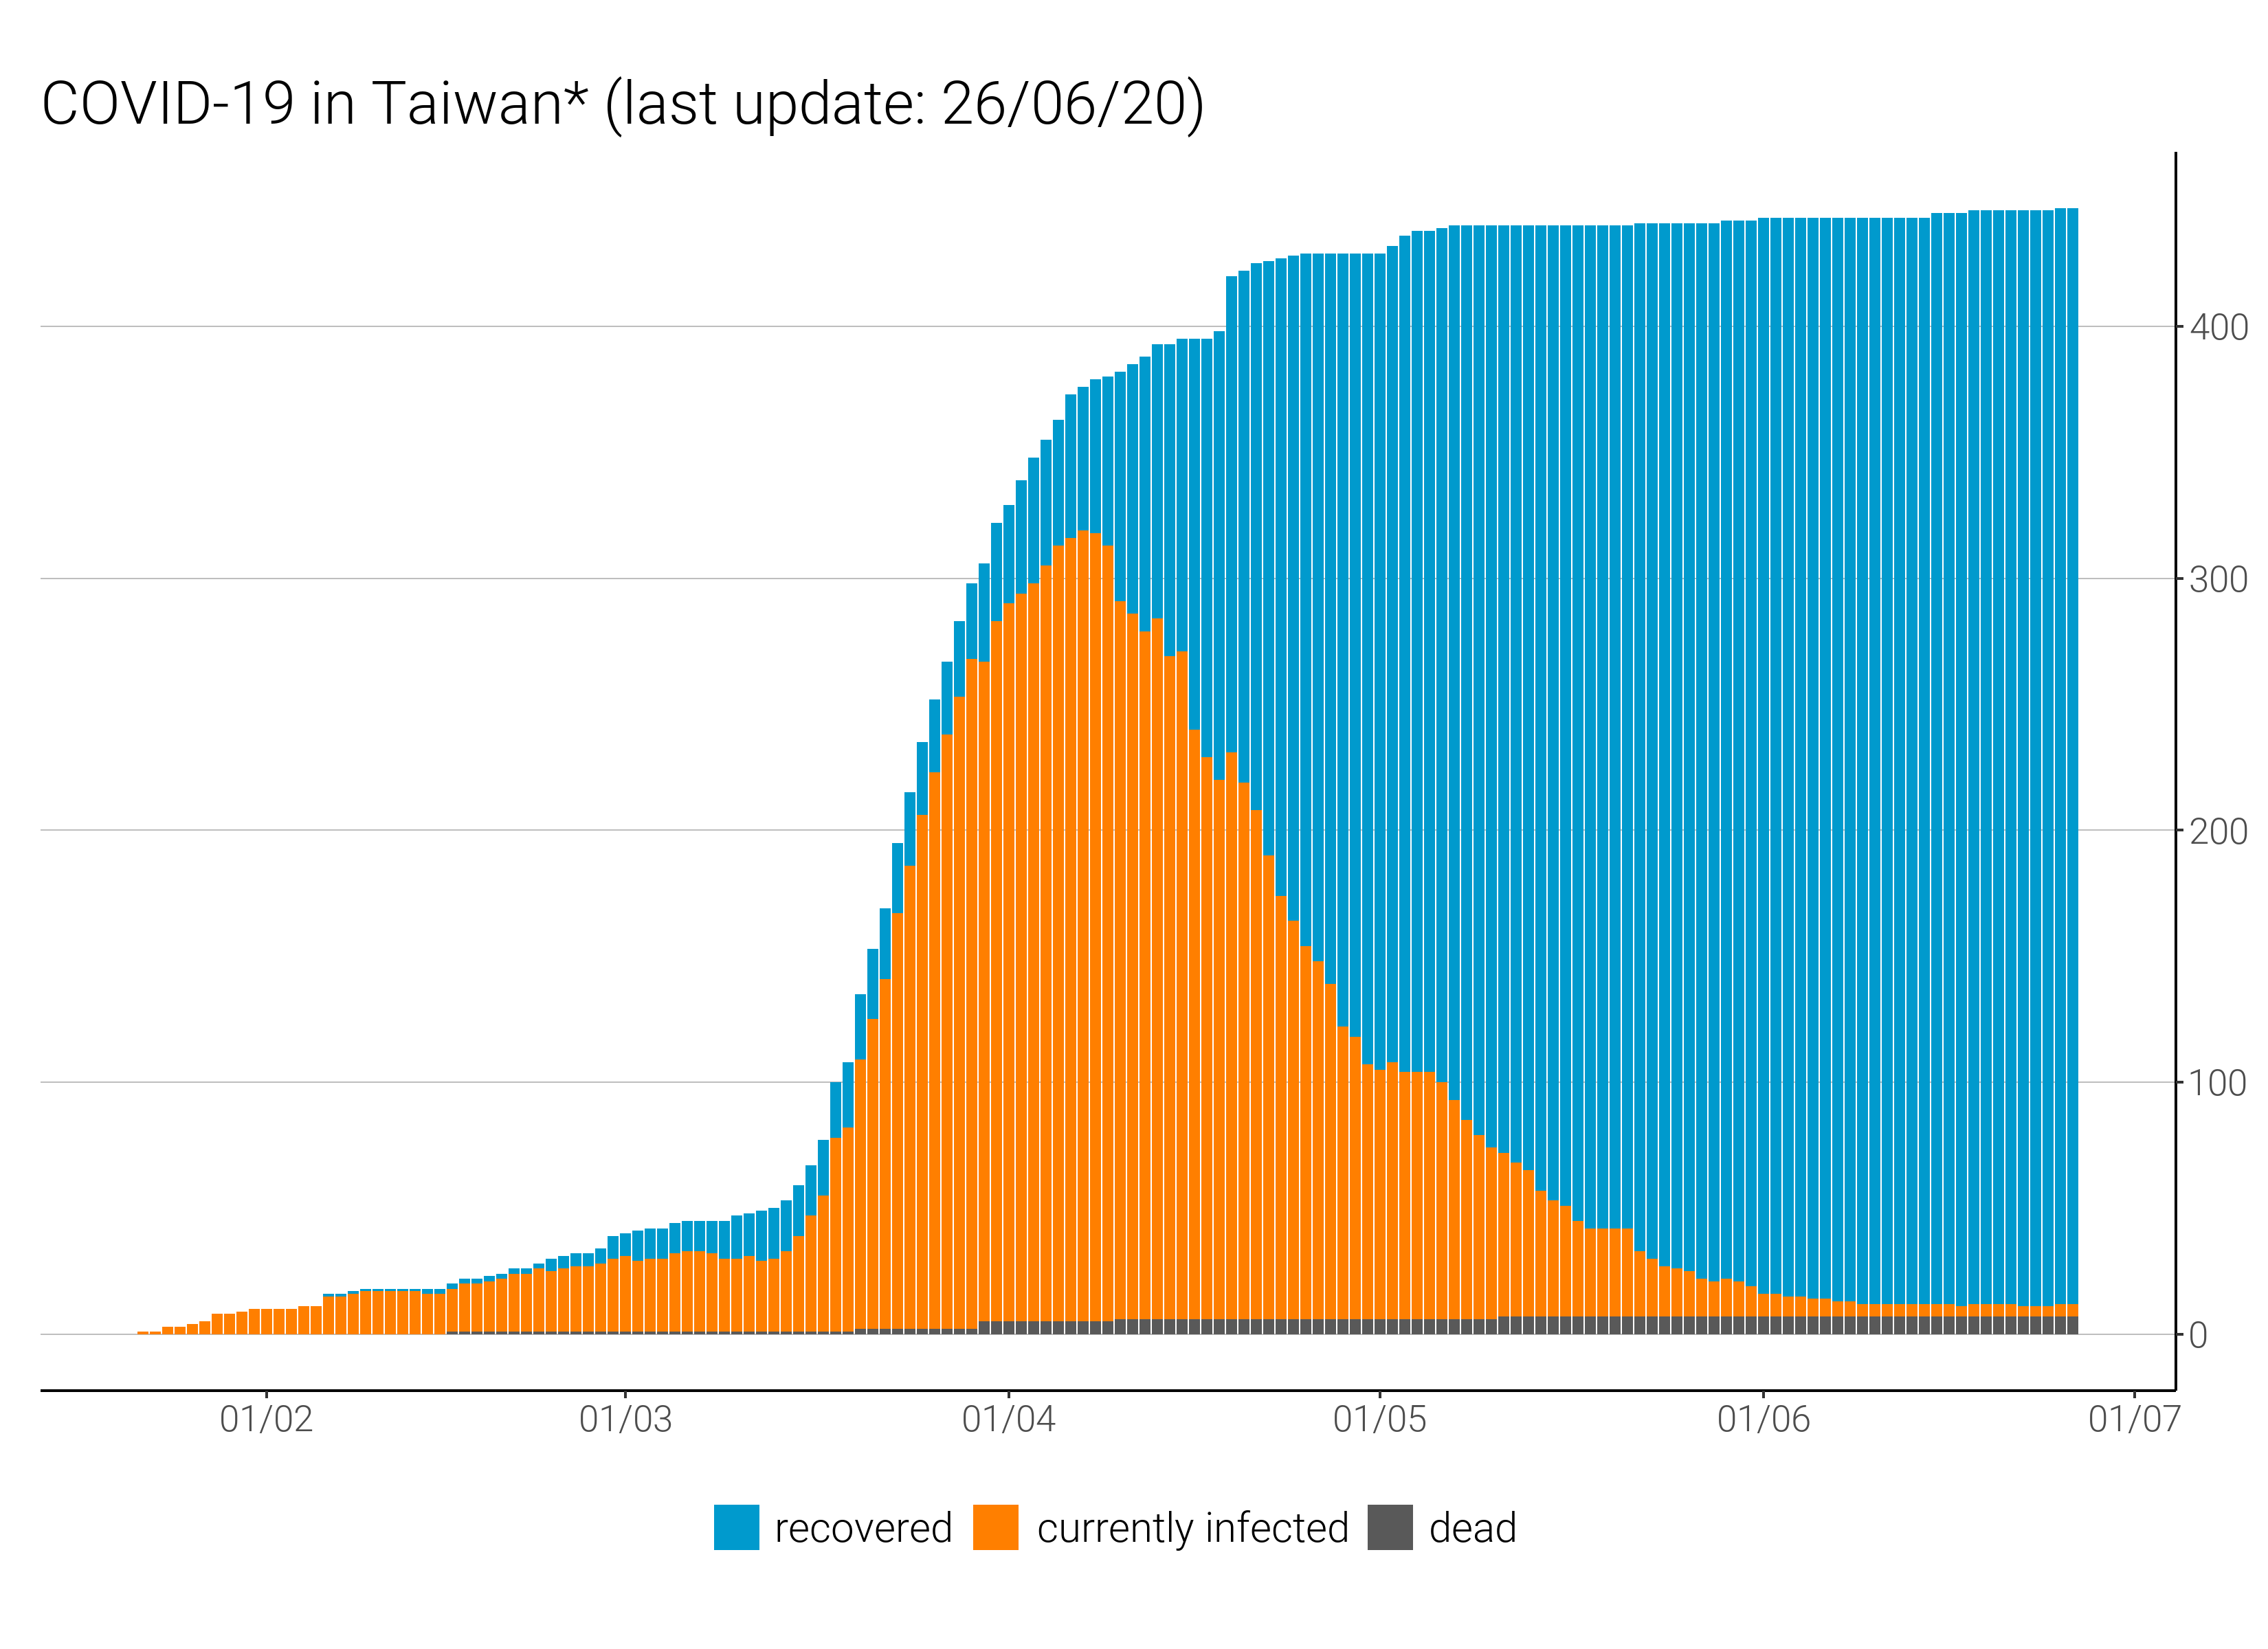 COVID-19 in Taiwan* (last update: 26/06/20)
400
300
200
100
0
01/02 01/03 01/04 01/05 01/06 01/07
recovered currently infected dead